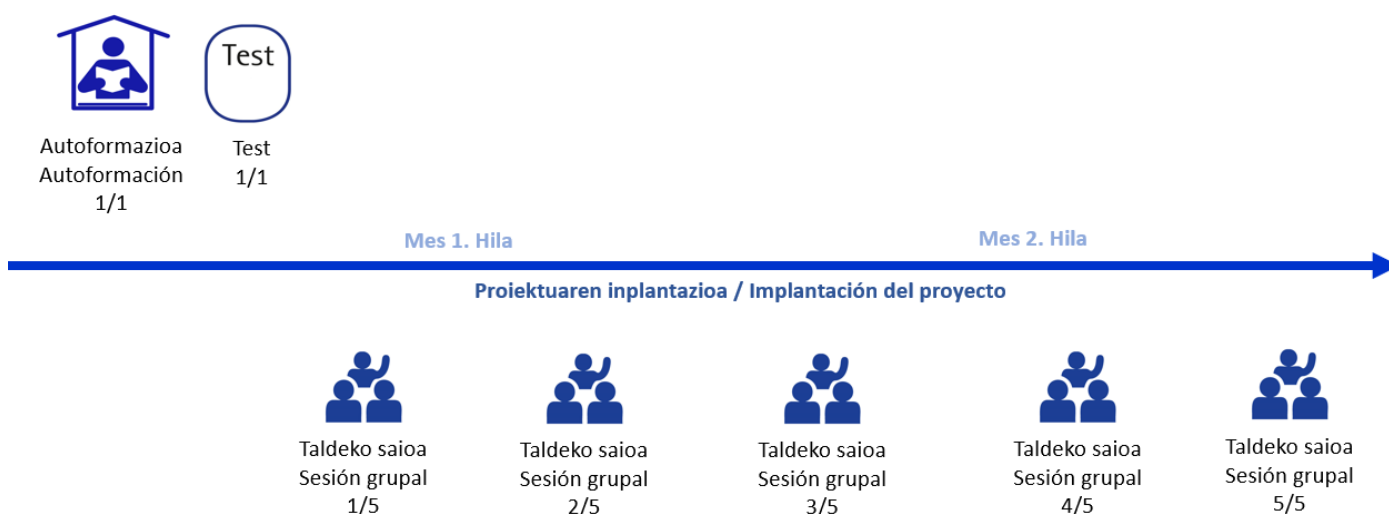 Test
Autoformazioa
Autoformación
1/1
Test
1/1
Mes 1. Hila
Mes 2. Hila
Proiektuaren inplantazioa / Implantación del proyecto
Taldeko saioa
Sesión grupal
1/5
Taldeko saioa
Sesión grupal
2/5
Taldeko saioa
Sesión grupal
3/5
Taldeko saioa
Sesión grupal
4/5
Taldeko saioa
Sesión grupal
5/5